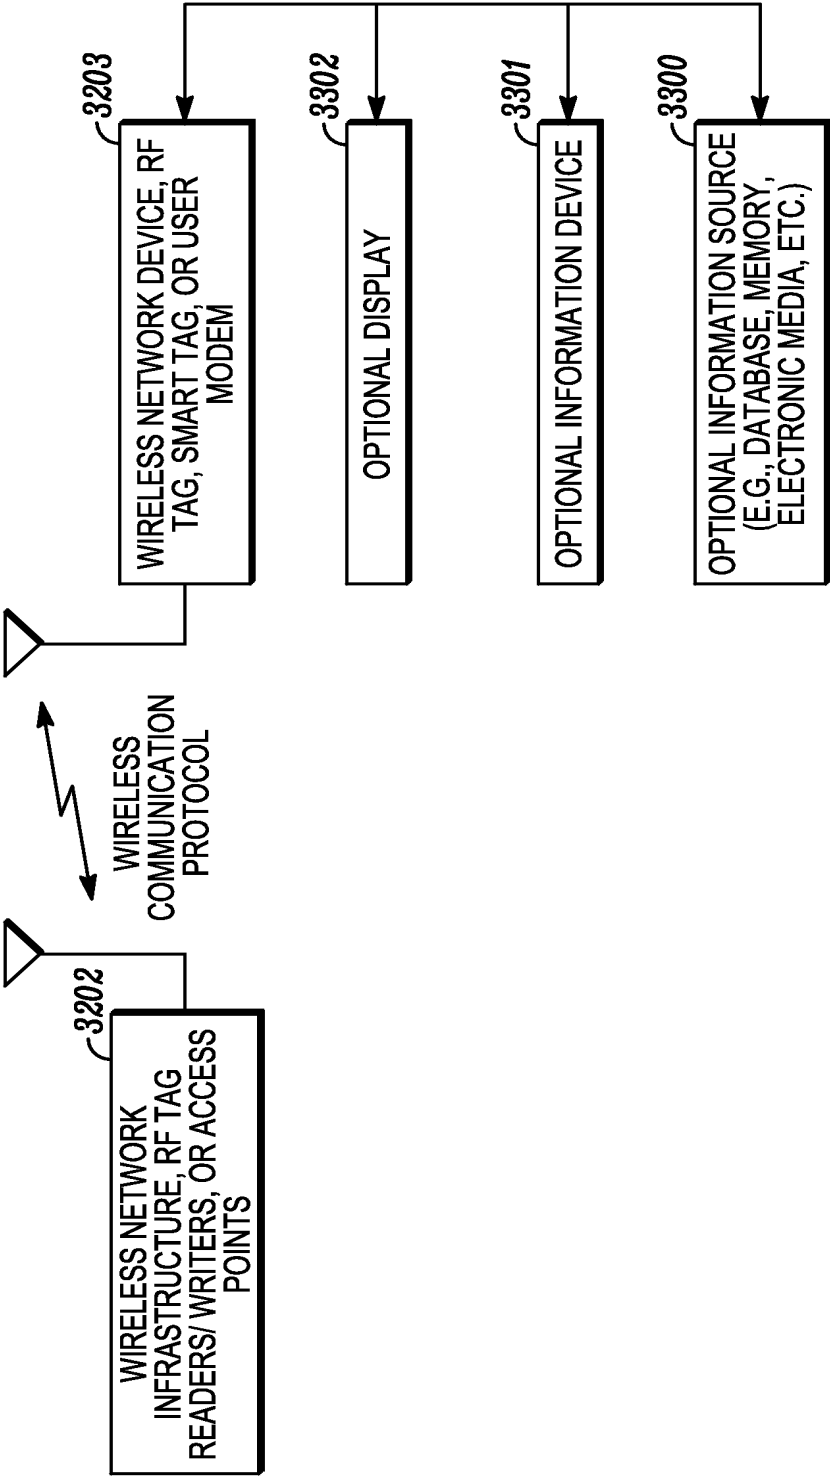 3202
WIRELESS NETWORK
INFRASTRUCTURE, RF TAG
READERS/ WRITERS, OR ACCESS
POINTS
WIRELESS
COMMUNICATION
PROTOCOL
3203
WIRELESS NETWORK DEVICE, RF
TAG, SMART TAG, OR USER
MODEM
3302
OPTIONAL DISPLAY
3301
OPTIONAL INFORMATION DEVICE
3300
OPTIONAL INFORMATION SOURCE
(E.G., DATABASE, MEMORY,
ELECTRONIC MEDIA, ETC.)